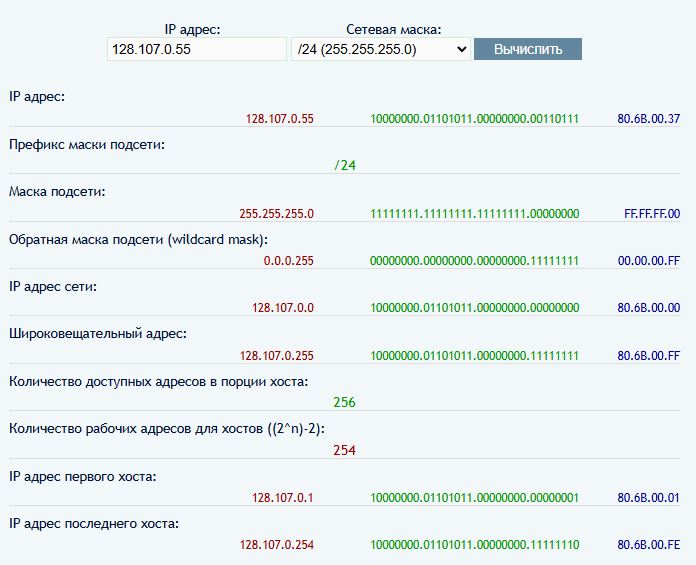 IP адрес: Сетевая маска:
128.107.0.55 /24 (255.255.255.0) Вычислить
IP адрес:
128.107.0.55 10000000.01101011.00000000.00110111 80.6B.00.37
Префикс маски подсети:
/24
Маска подсети:
255.255.255.0 11111111.11111111.11111111.00000000 FF.FF.FF.00
Обратная маска подсети (wildcard mask):
0.0.0.255 00000000.00000000.00000000.11111111 00.00.00.FF
IP адрес сети:
128.107.0.0 10000000.01101011.00000000.00000000 80.6B.00.00
Широковещательный адрес:
128.107.0.255 10000000.01101011.00000000.11111111 80.6B.00.FF
Количество доступных адресов в порции хоста:
256
Количество рабочих адресов для хостов ((2^n)-2):
254
IP адрес первого хоста:
128.107.0.1 10000000.01101011.00000000.00000001 80.6B.00.01
IP адрес последнего хоста:
128.107.0.254 10000000.01101011.00000000.11111110 80.6B.00.FE